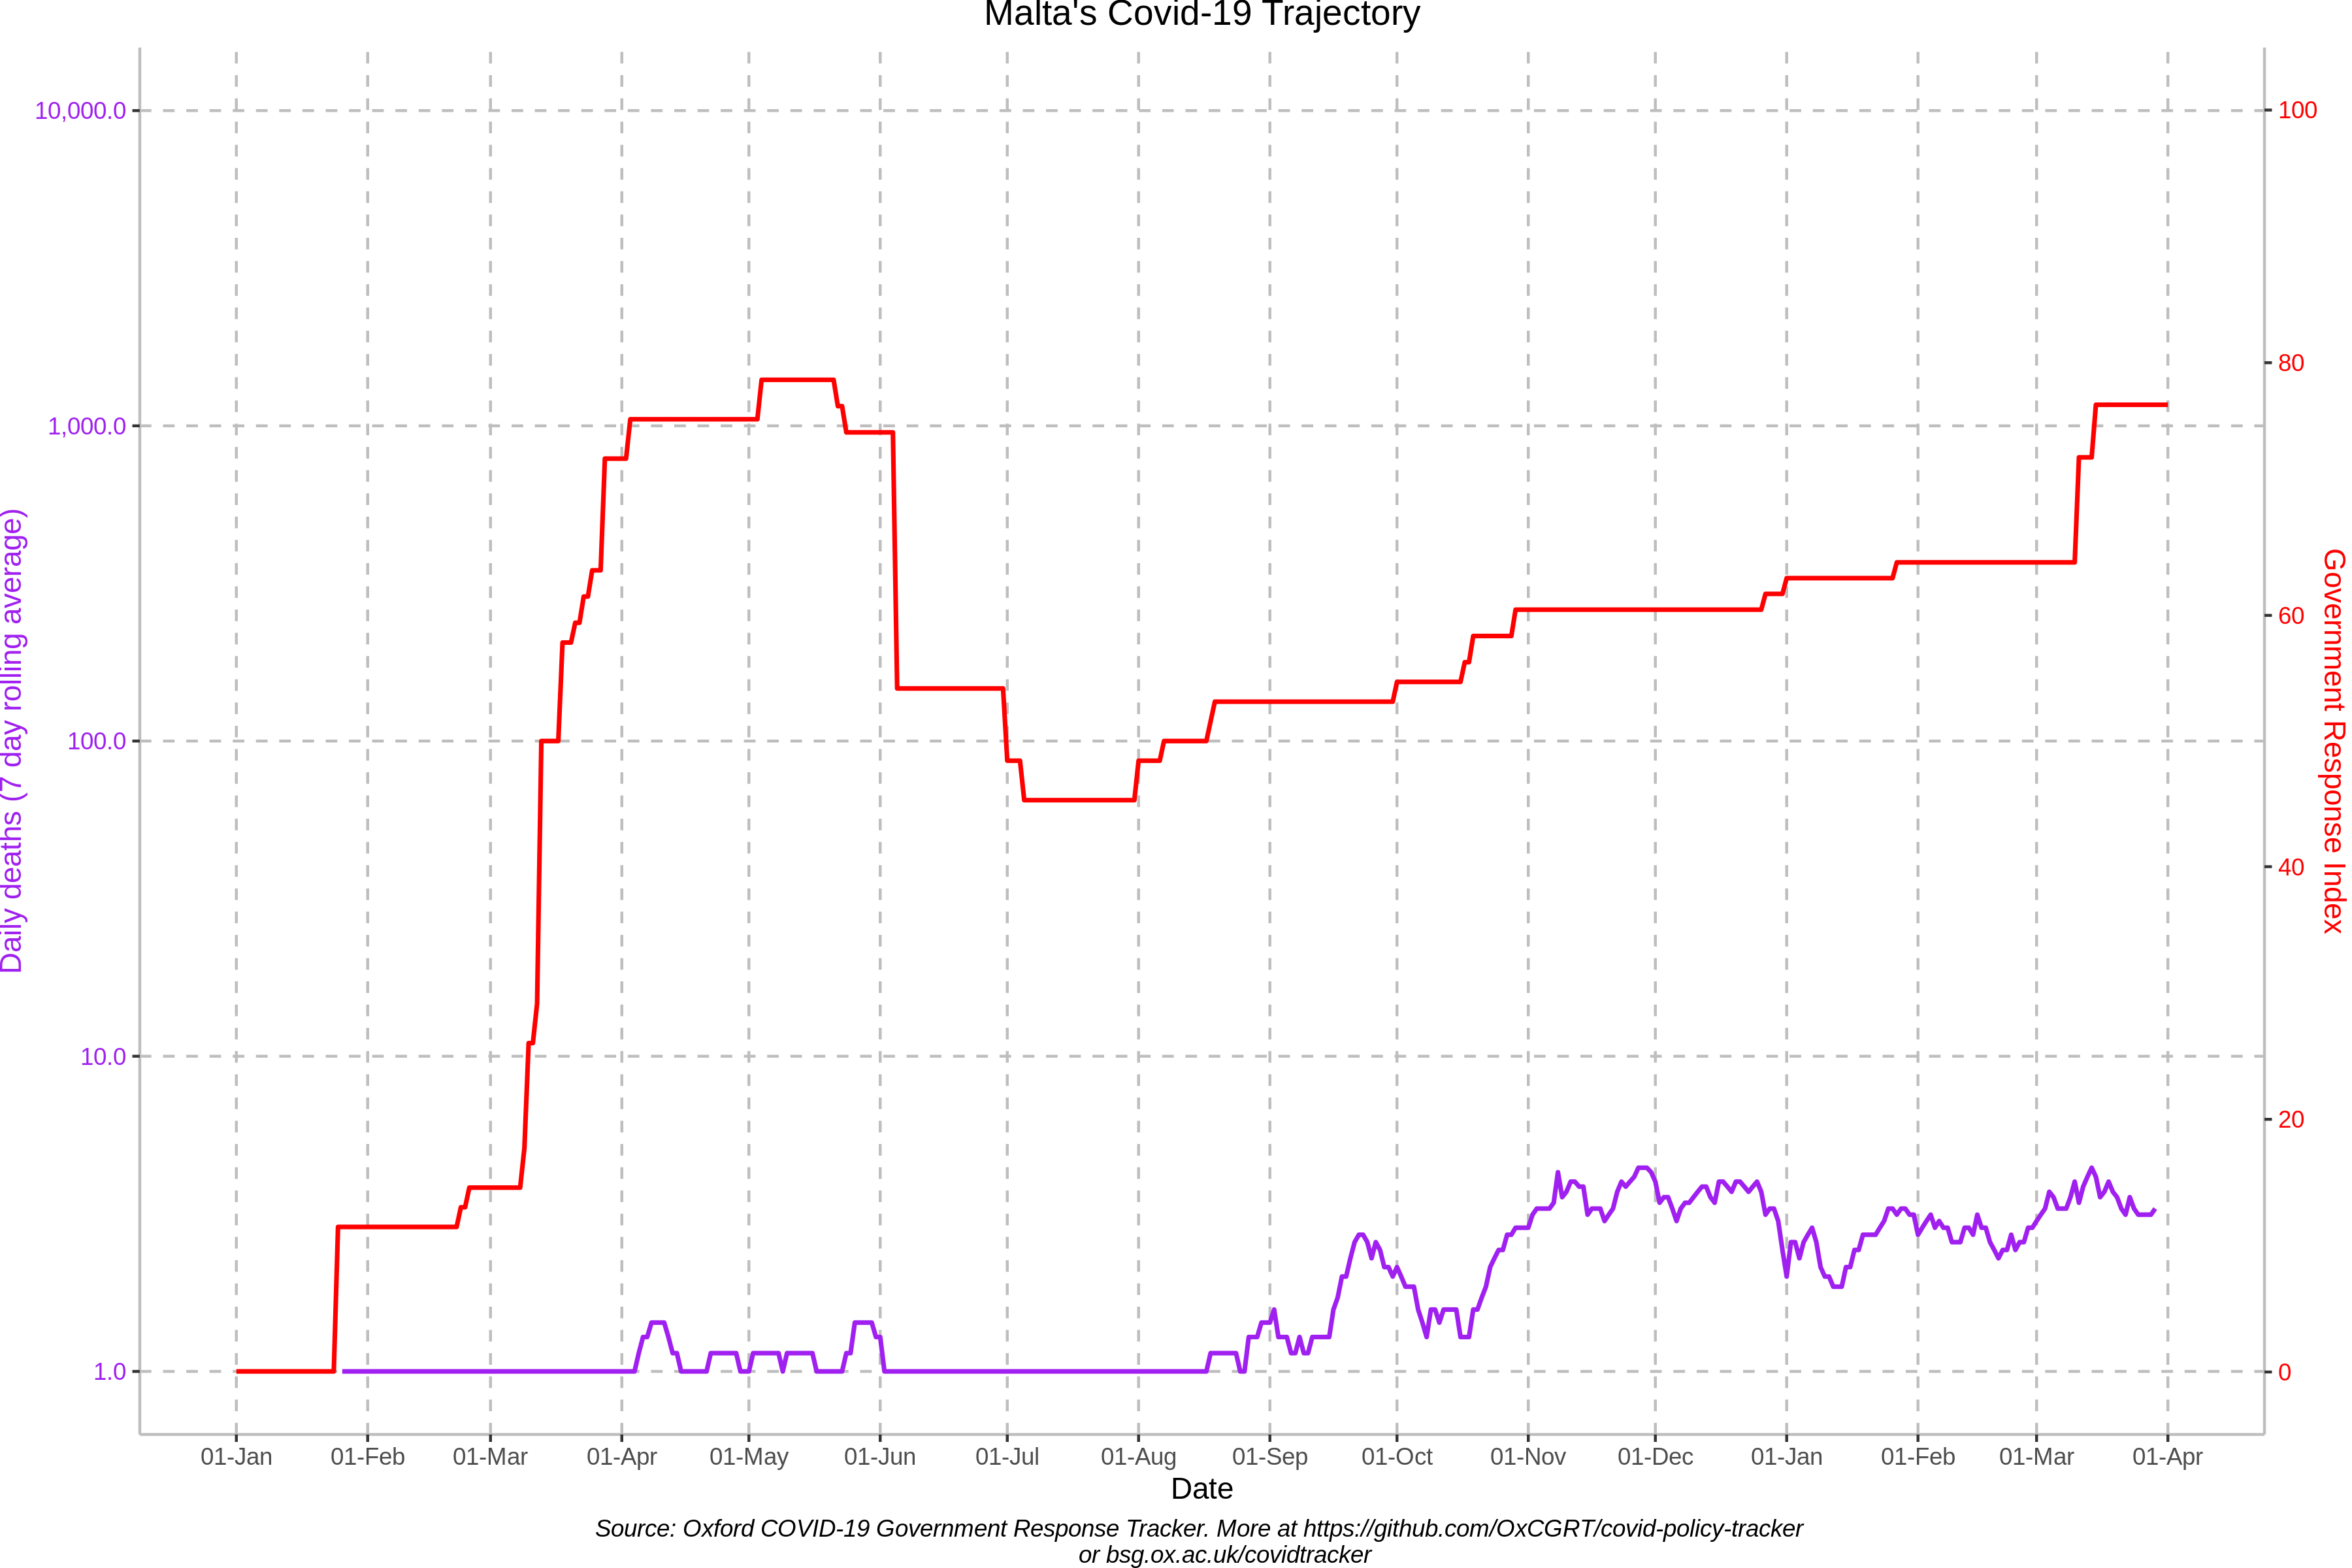 Malta's Covid-19 Trajectory
Daily deaths (7 day rolling average)
10,000.0
1,000.0
100.0
10.0
1.0
100
80
60
40
20
0
Government Response Index
01-Jan 01-Feb 01-Mar 01-Apr 01-May 01-Jun 01-Jul 01-Aug 01-Sep 01-Oct 01-Nov 01-Dec 01-Jan 01-Feb 01-Mar 01-Apr
Date
Source: Oxford COVID-19 Government Response Tracker. More at https://github.com/OxCGRT/covid-policy-tracker
or bsg.ox.ac.uk/covidtracker